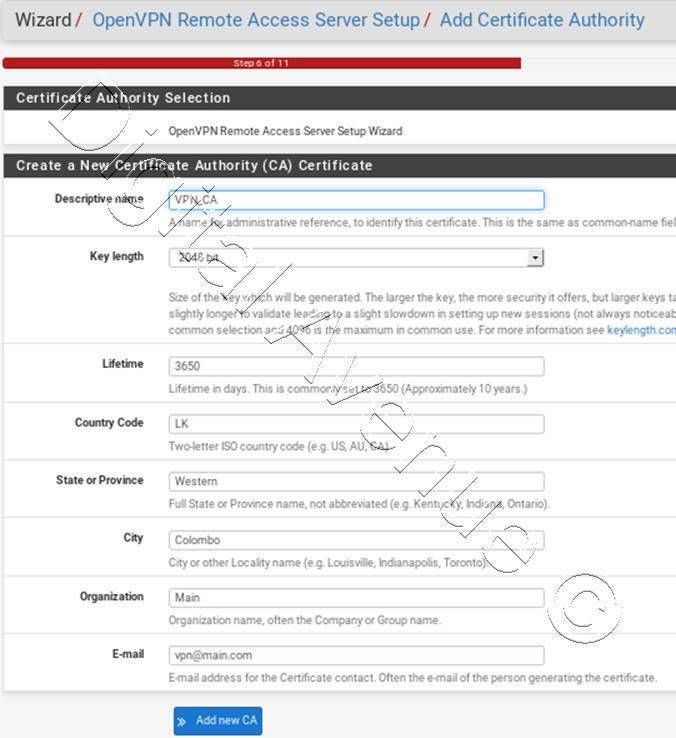 Wizard / OpenVPN Remote Access Server Setup / Add Certificate Authority
Step 6 of 11
Certificate Authority Selection
OpenVPN Remote Access Server Setup Wizard
Create a New Certificate Authority (CA) Certificate
Descriptive name VPN-CA
A name for administrative reference, to identify this certificate. This is the same as common-name
Key length 2048 bit
Size of the key which will be generated. The larger the key, the more security it offers, but larger keys
slightly longer to validate leading to a slight slowdown in setting up new sessions (not always
common selection and 4096 is the maximum in common use. For more information see keylength.com
Lifetime 3650
Lifetime in days. This is commonly set to 3650 (Approximately 10 years.)
Country Code LK
Two-letter ISO country code (e.g. US, AU, CA)
State or Province Western
Full State or Province name, not abbreviated (e.g. Kentucky, Indiana, Ontario).
City Colombo
City or other Locality name (e.g. Louisville, Indianapolis, Toronto).
Organization Main
Organization name, often the Company or Group name.
E-mail vpn@main.com
E-mail address for the Certificate contact. Often the e-mail of the person generating the certificate.
» Add new CA
Digital Avenue ©